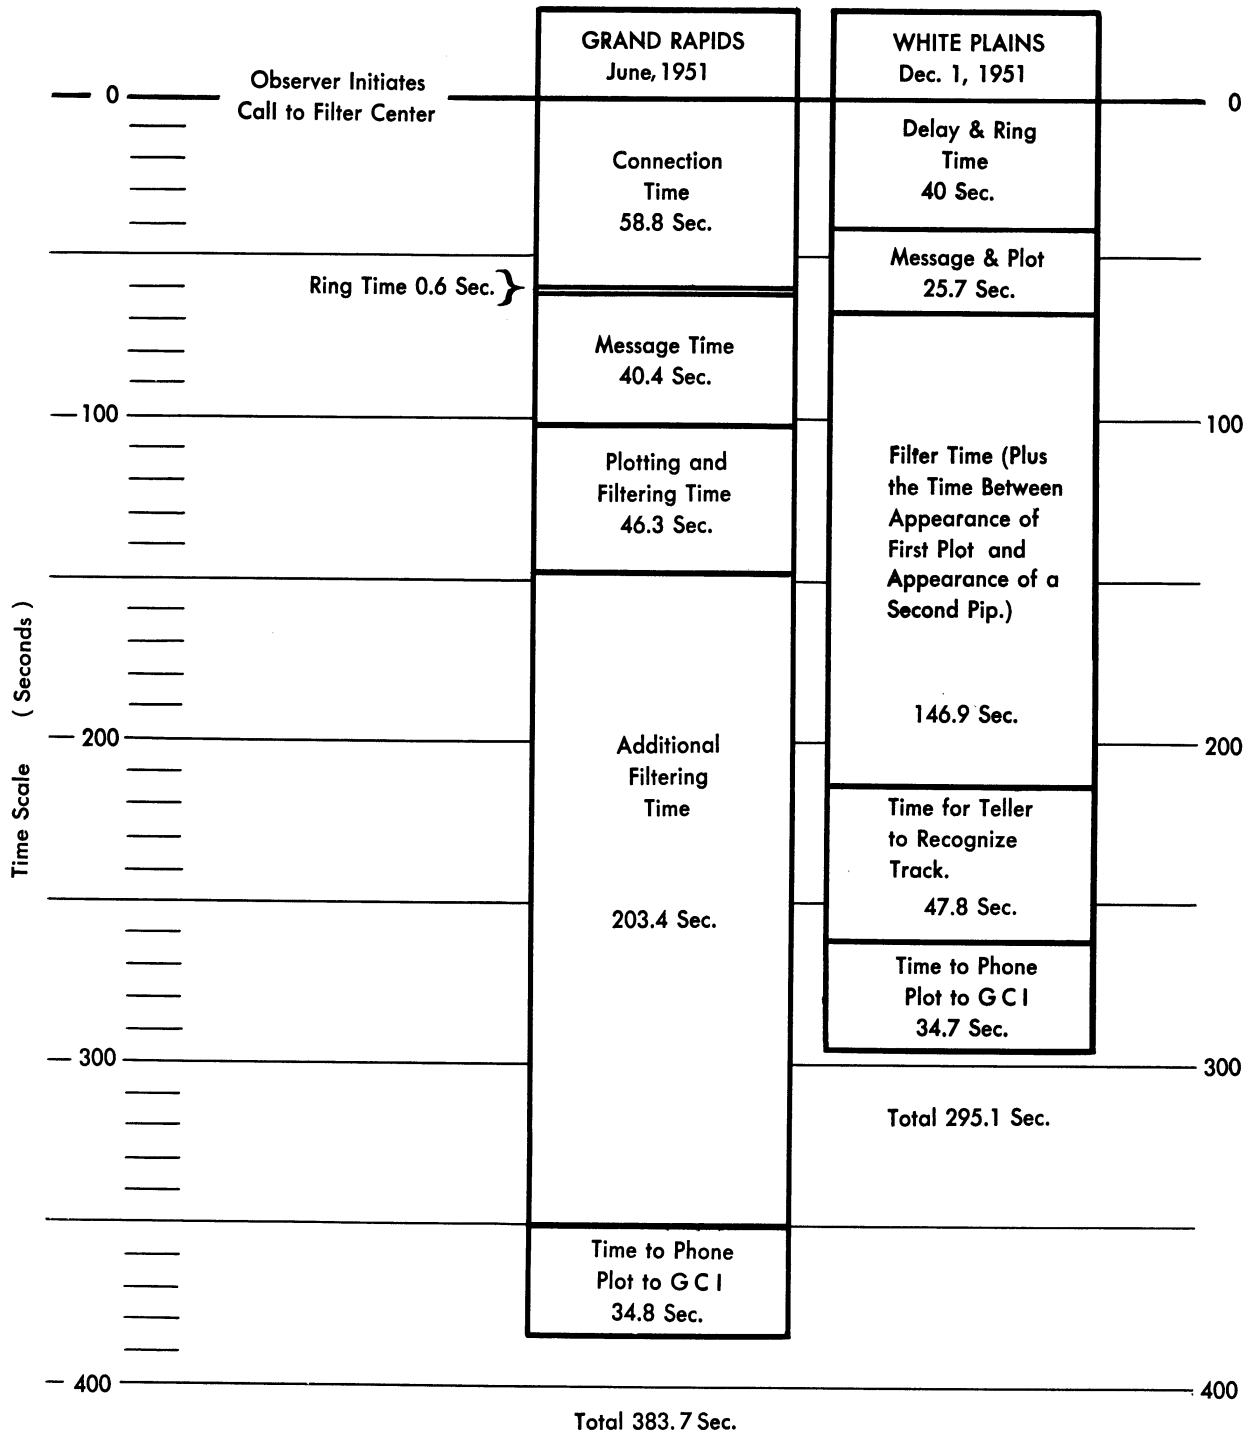 GRAND RAPIDS
June, 1951
WHITE PLAINS
Dec. 1, 1951
Observer Initiates
Call to Filter Center
0
0
Connection
Time
58.8 Sec.
Delay & Ring
Time
40 Sec.
Ring Time 0.6 Sec.}
Message & Plot
25.7 Sec.
Message Time
40.4 Sec.
100
100
Plotting and
Filtering Time
46.3 Sec.
Filter Time (Plus
the Time Between
Appearance of
First Plot and
Appearance of a
Second Pip.)
146.9 Sec.
Time Scale (Seconds)
200
200
Additional
Filtering
Time
203.4 Sec.
Time for Teller
to Recognize
Track.
47.8 Sec.
Time to Phone
Plot to G C I
34.7 Sec.
300
300
Total 295.1 Sec.
Time to Phone
Plot to G C I
34.8 Sec.
400
400
Total 383.7 Sec.